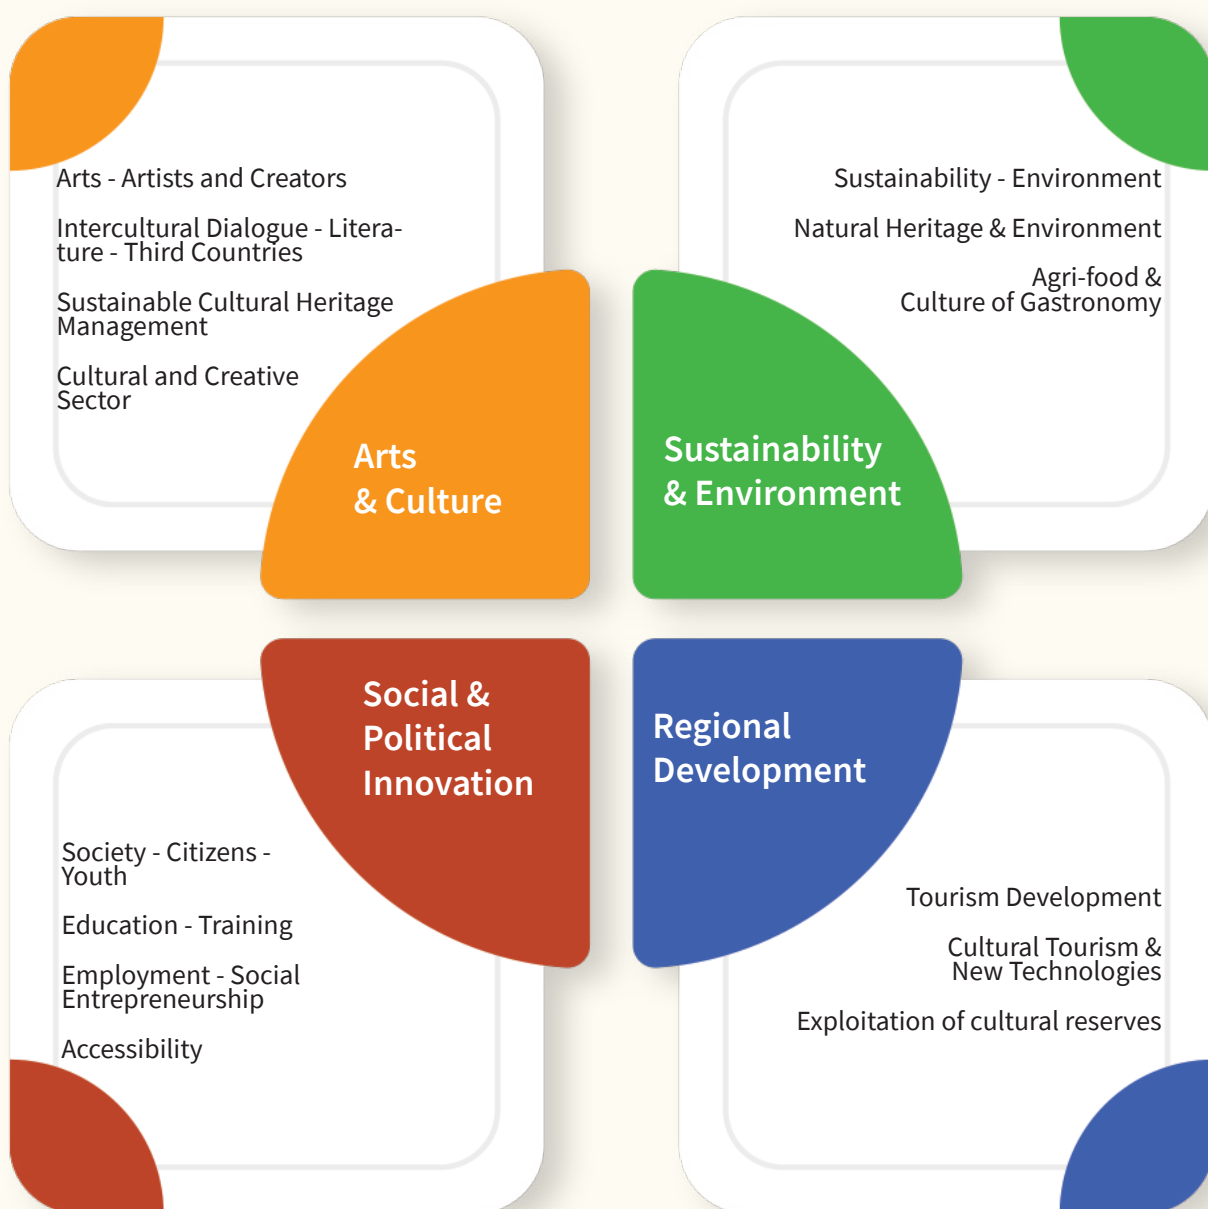 Arts - Artists and Creators
Intercultural Dialogue - Litera-
ture - Third Countries
Sustainable Cultural Heritage
Management
Cultural and Creative
Sector
Arts
& Culture
Sustainability - Environment
Natural Heritage & Environment
Agri-food &
Culture of Gastronomy
Sustainability
& Environment
Social &
Political
Innovation
Society - Citizens -
Youth
Education - Training
Employment - Social
Entrepreneurship
Accessibility
Regional
Development
Tourism Development
Cultural Tourism &
New Technologies
Exploitation of cultural reserves